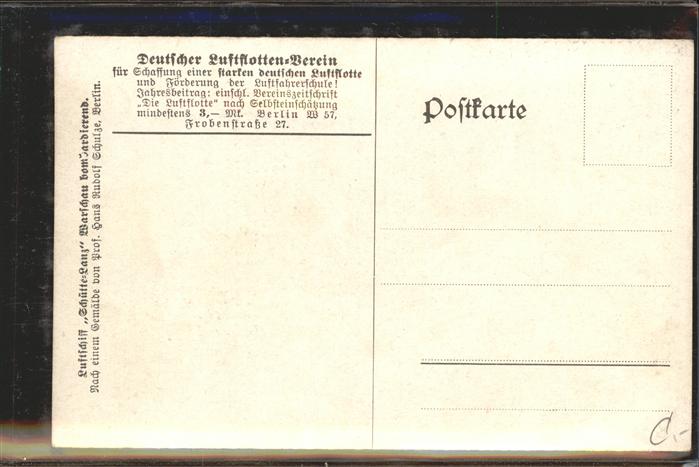 Deutscher Luftflotten-Verein
für Schaffung einer starken deutschen Luftflotte
und Förderung der Luftfahrerschule!
Jahresbeitrag: einschl. Vereinszeitschrift
„Die Luftflotte“ nach Selbsteinschätzung
mindestens 3,— Mk. Berlin W 57,
Frobenstraße 27.
Postkarte
Luftschiff „Schütte-Lanz“ Warschau bombardierend.
Nach einem Gemälde von Prof. Hans Rudolf Schulze, Berlin.